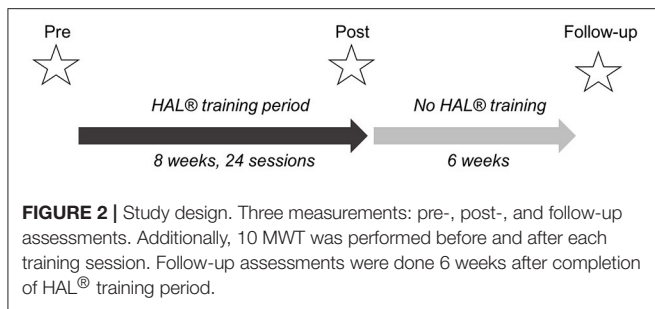 Pre Post Follow-up
HAL® training period No HAL® training
8 weeks, 24 sessions 6 weeks
FIGURE 2 | Study design. Three measurements: pre-, post-, and follow-up
assessments. Additionally, 10 MWT was performed before and after each
training session. Follow-up assessments were done 6 weeks after completion
of HAL® training period.